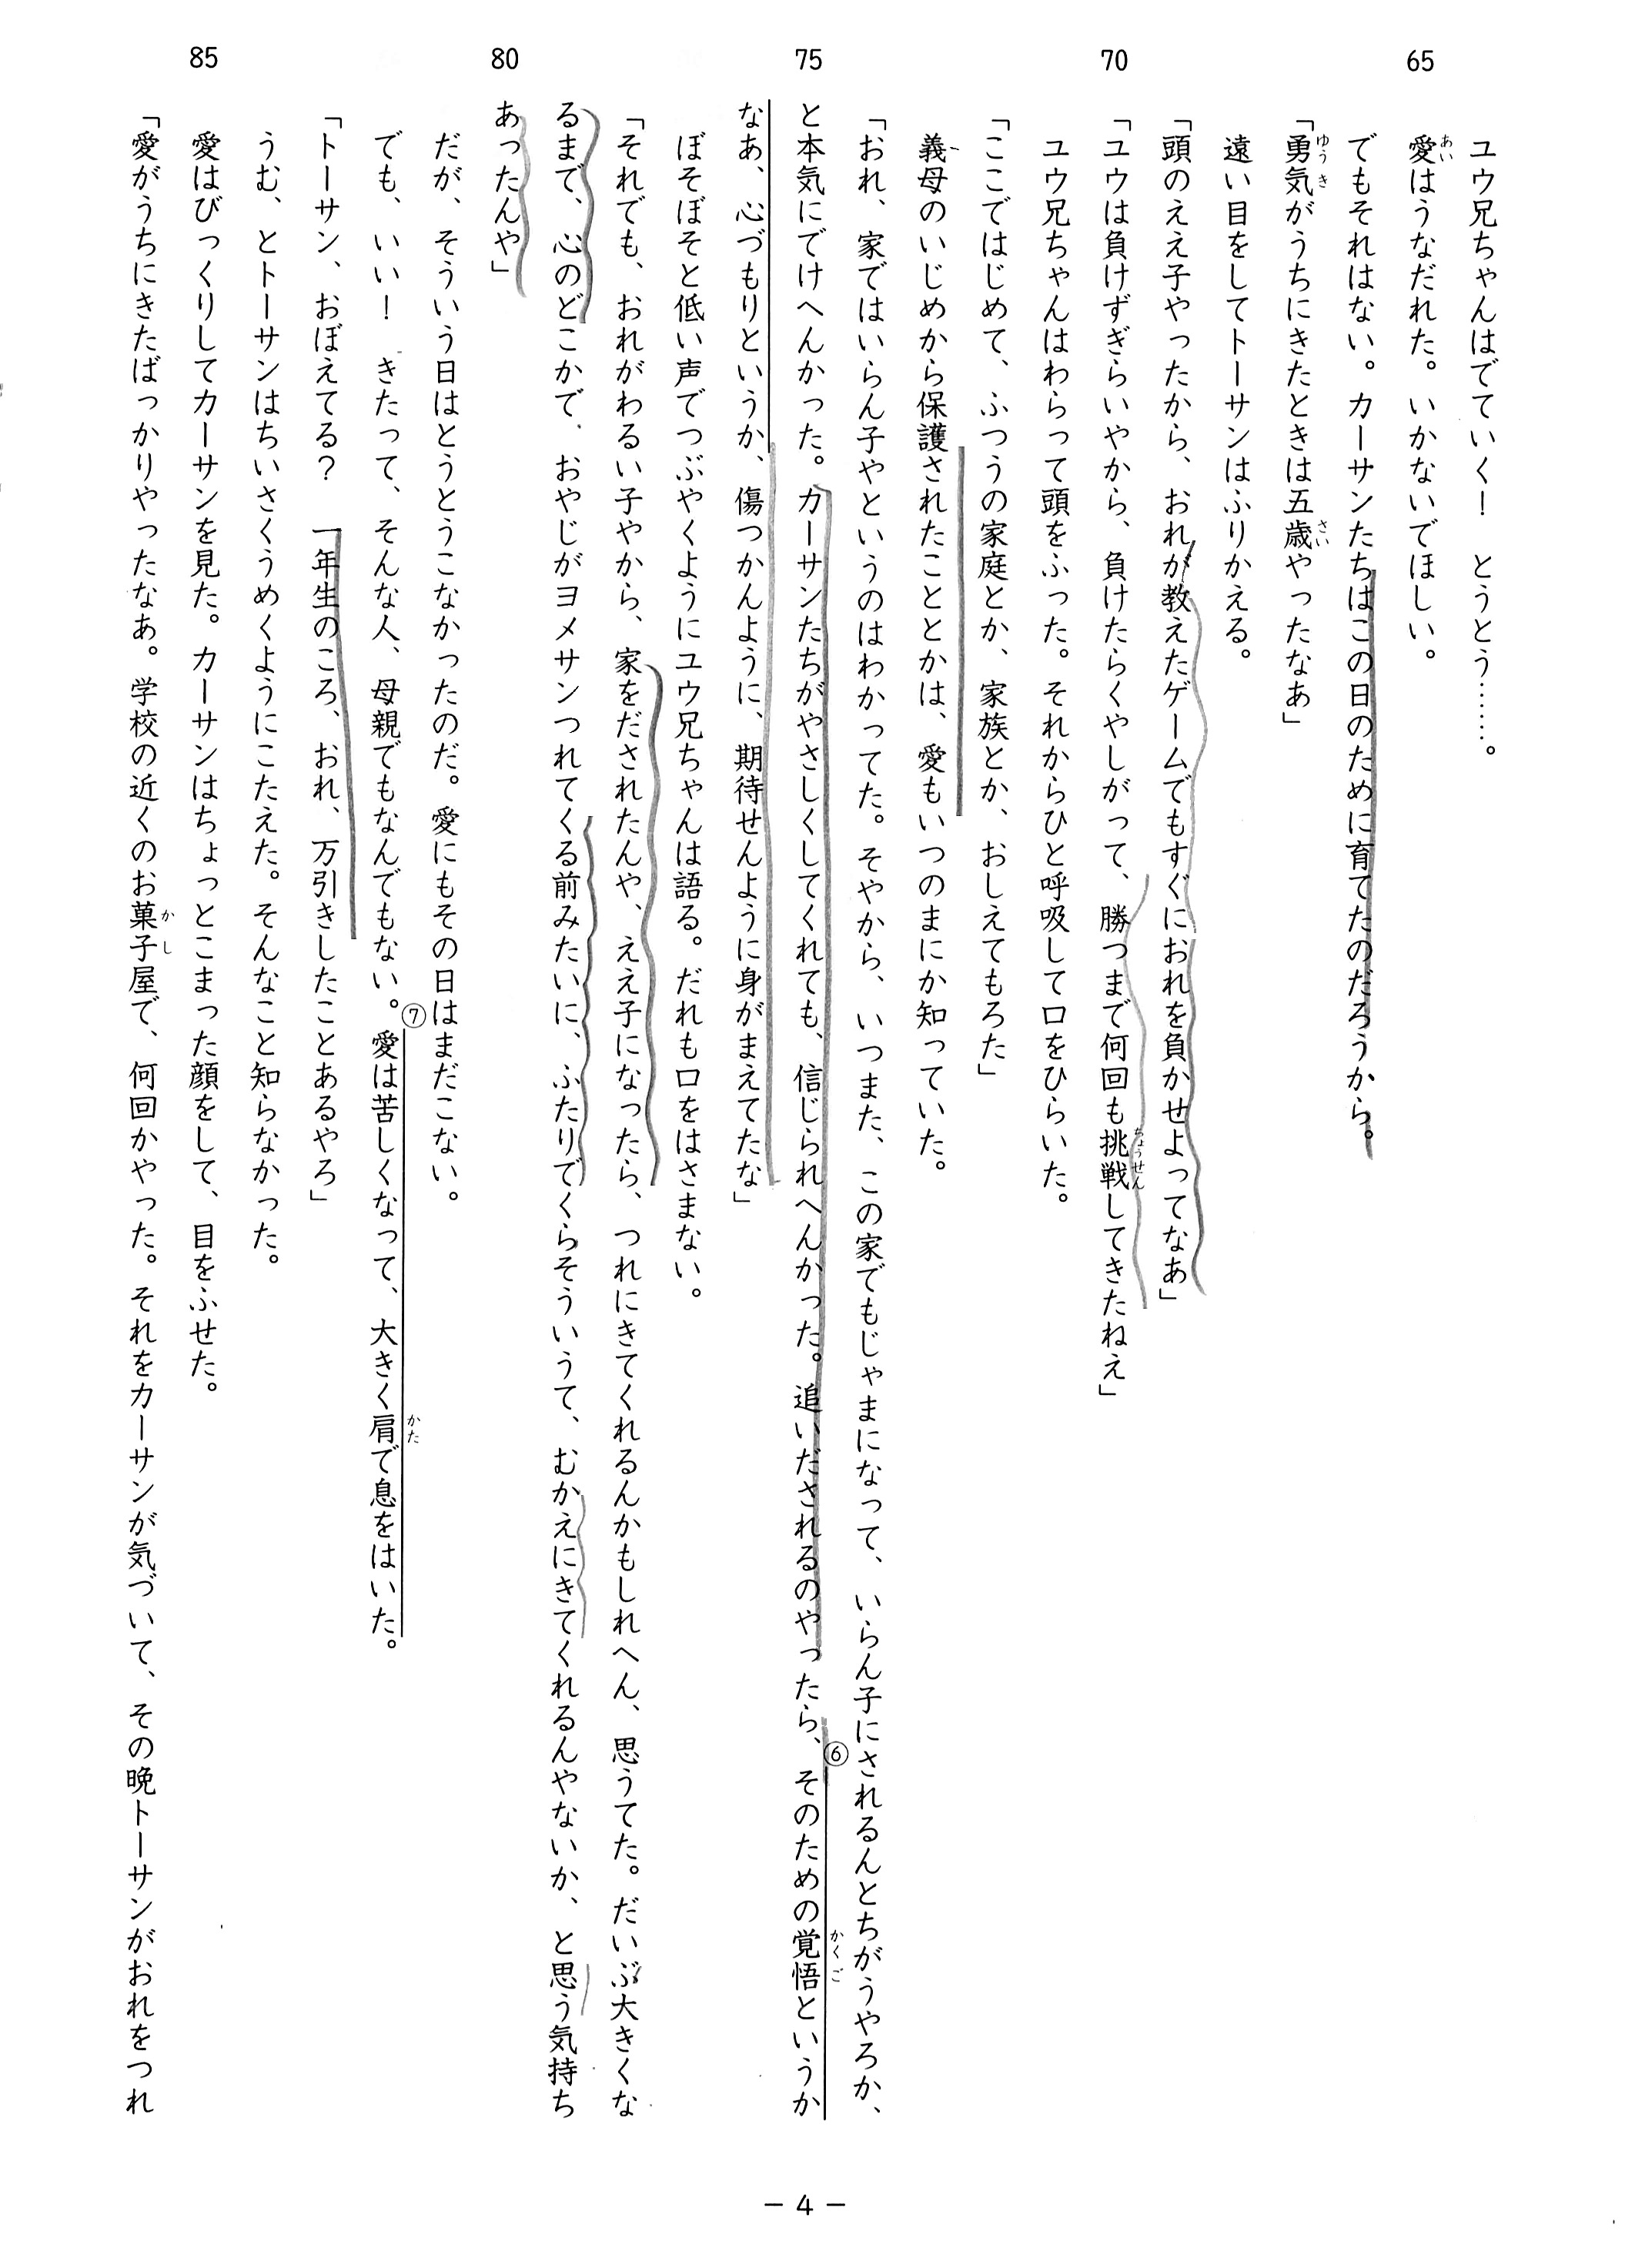 65
70
75
80
85
ユウ兄ちゃんはでていく！　とうとう……。
愛はうなだれた。いかないでほしい。
でもそれはない。カーサンたちはこの日のために育てたのだろうから。
「勇気がうちにきたときは五歳やったなあ」
遠い目をしてトーサンはふりかえる。
「頭のええ子やったから、おれが教えたゲームでもすぐにおれを負かせよってなあ」
「ユウは負けずぎらいやから、負けたらくやしがって、勝つまで何回も挑戦してきたねえ」
ユウ兄ちゃんはわらって頭をふった。それからひと呼吸して口をひらいた。
「ここではじめて、ふつうの家庭とか、家族とか、おしえてもろた」
義母のいじめから保護されたこととかは、愛もいつのまにか知っていた。
「おれ、家ではいらん子やというのはわかってた。そやから、いつまた、この家でもじゃまになって、いらん子にされるんとちがうやろか、
と本気にでけへんかった。カーサンたちがやさしくしてくれても、信じられへんかった。追いだされるのやったら、⑥そのための覚悟というか
なあ、心づもりというか、傷つかんように、期待せんように身がまえてたな」
ぼそぼそと低い声でつぶやくようにユウ兄ちゃんは語る。だれも口をはさまない。
「それでも、おれがわるい子やから、家をだされたんや、ええ子になったら、つれにきてくれるんかもしれへん、思うてた。だいぶ大きくな
るまで、心のどこかで、おやじがヨメサンつれてくる前みたいに、ふたりでくらそういうて、むかえにきてくれるんやないか、と思う気持ち
あったんや」
だが、そういう日はとうとうこなかったのだ。愛にもその日はまだこない。
でも、いい！　きたって、そんな人、母親でもなんでもない。⑦愛は苦しくなって、大きく肩で息をはいた。
「トーサン、おぼえてる？　一年生のころ、おれ、万引きしたことあるやろ」
うむ、とトーサンはちいさくうめくようにこたえた。そんなこと知らなかった。
愛はびっくりしてカーサンを見た。カーサンはちょっとこまった顔をして、目をふせた。
「愛がうちにきたばっかりやったなあ。学校の近くのお菓子屋で、何回かやった。それをカーサンが気づいて、その晩トーサンがおれをつれ
－4－